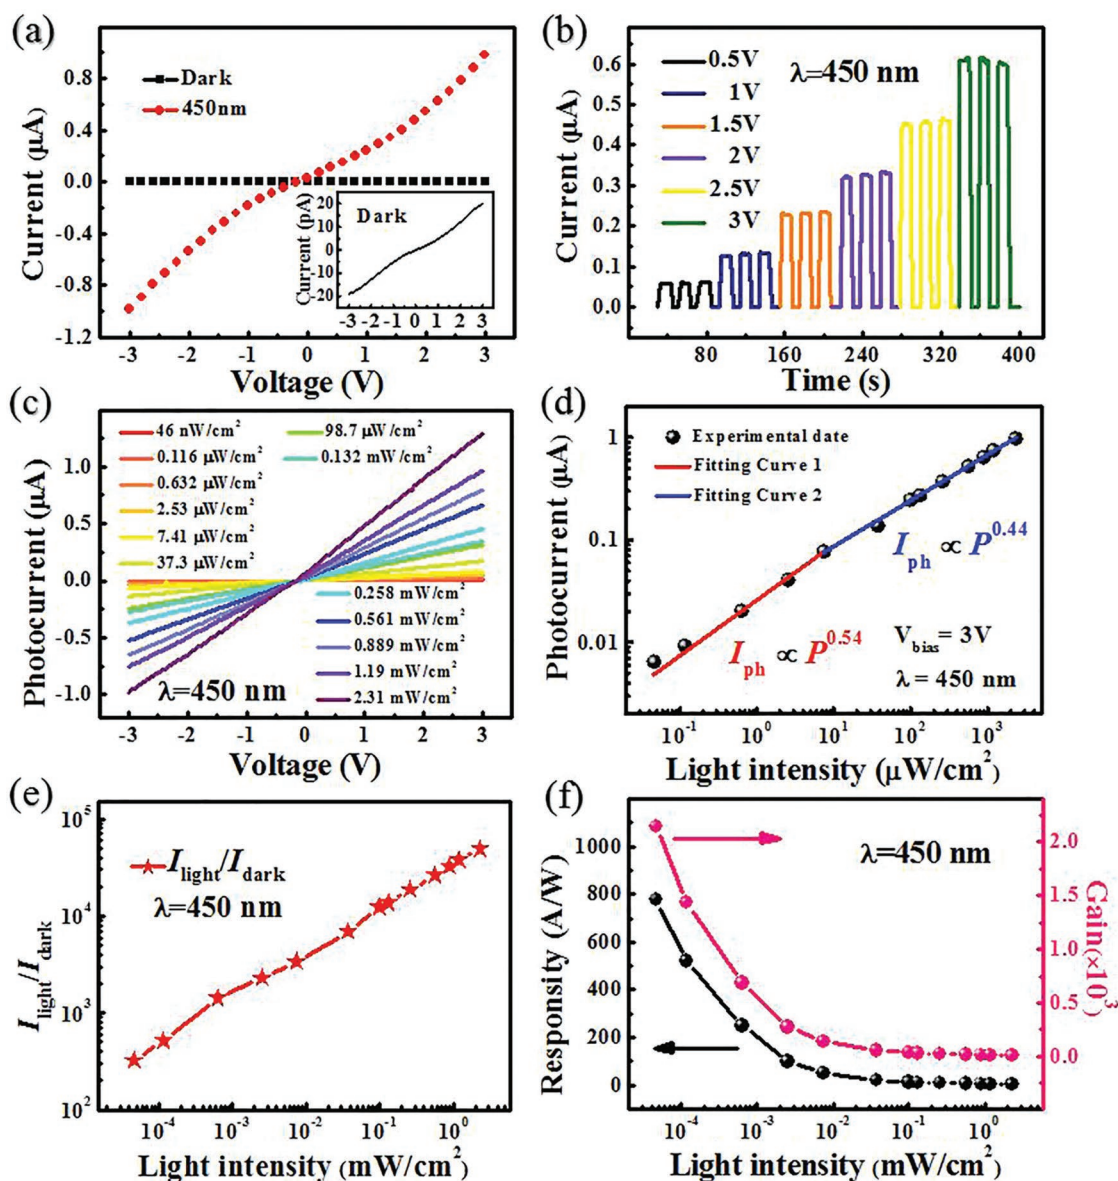 (a)
Current (μA)
0.8
0.4
0.0
-0.4
-0.8
-1.2
Dark
450nm
Current (pA)
20
10
0
-10
-20
Dark
-3 -2 -1 0 1 2 3
-3 -2 -1 0 1 2 3
Voltage (V)
(b)
Current (μA)
0.6
0.5
0.4
0.3
0.2
0.1
0.0
0.5V
1V
1.5V
2V
2.5V
3V
λ=450 nm
80 160 240 320 400
Time (s)
(c)
Photocurrent (μA)
1.0
0.5
0.0
-0.5
-1.0
46 nW/cm²
0.116 μW/cm²
0.632 μW/cm²
2.53 μW/cm²
7.41 μW/cm²
37.3 μW/cm²
98.7 μW/cm²
0.132 mW/cm²
0.258 mW/cm²
0.561 mW/cm²
0.889 mW/cm²
1.19 mW/cm²
2.31 mW/cm²
λ=450 nm
-3 -2 -1 0 1 2 3
Voltage (V)
(d)
Photocurrent (μA)
1
0.1
0.01
Experimental date
Fitting Curve 1
Fitting Curve 2
I_ph ∝ P^0.44
I_ph ∝ P^0.54
V_bias = 3V
λ = 450 nm
10⁻¹ 10⁰ 10¹ 10² 10³
Light intensity (μW/cm²)
(e)
I_light/I_dark
10⁵
10⁴
10³
10²
I_light/I_dark
λ=450 nm
10⁻⁴ 10⁻³ 10⁻² 10⁻¹ 10⁰
Light intensity (mW/cm²)
(f)
Responsity (A/W)
1000
800
600
400
200
0
λ=450 nm
2.0
1.5
1.0
0.5
0.0
Gain(×10³)
10⁻⁴ 10⁻³ 10⁻² 10⁻¹ 10⁰
Light intensity (mW/cm²)